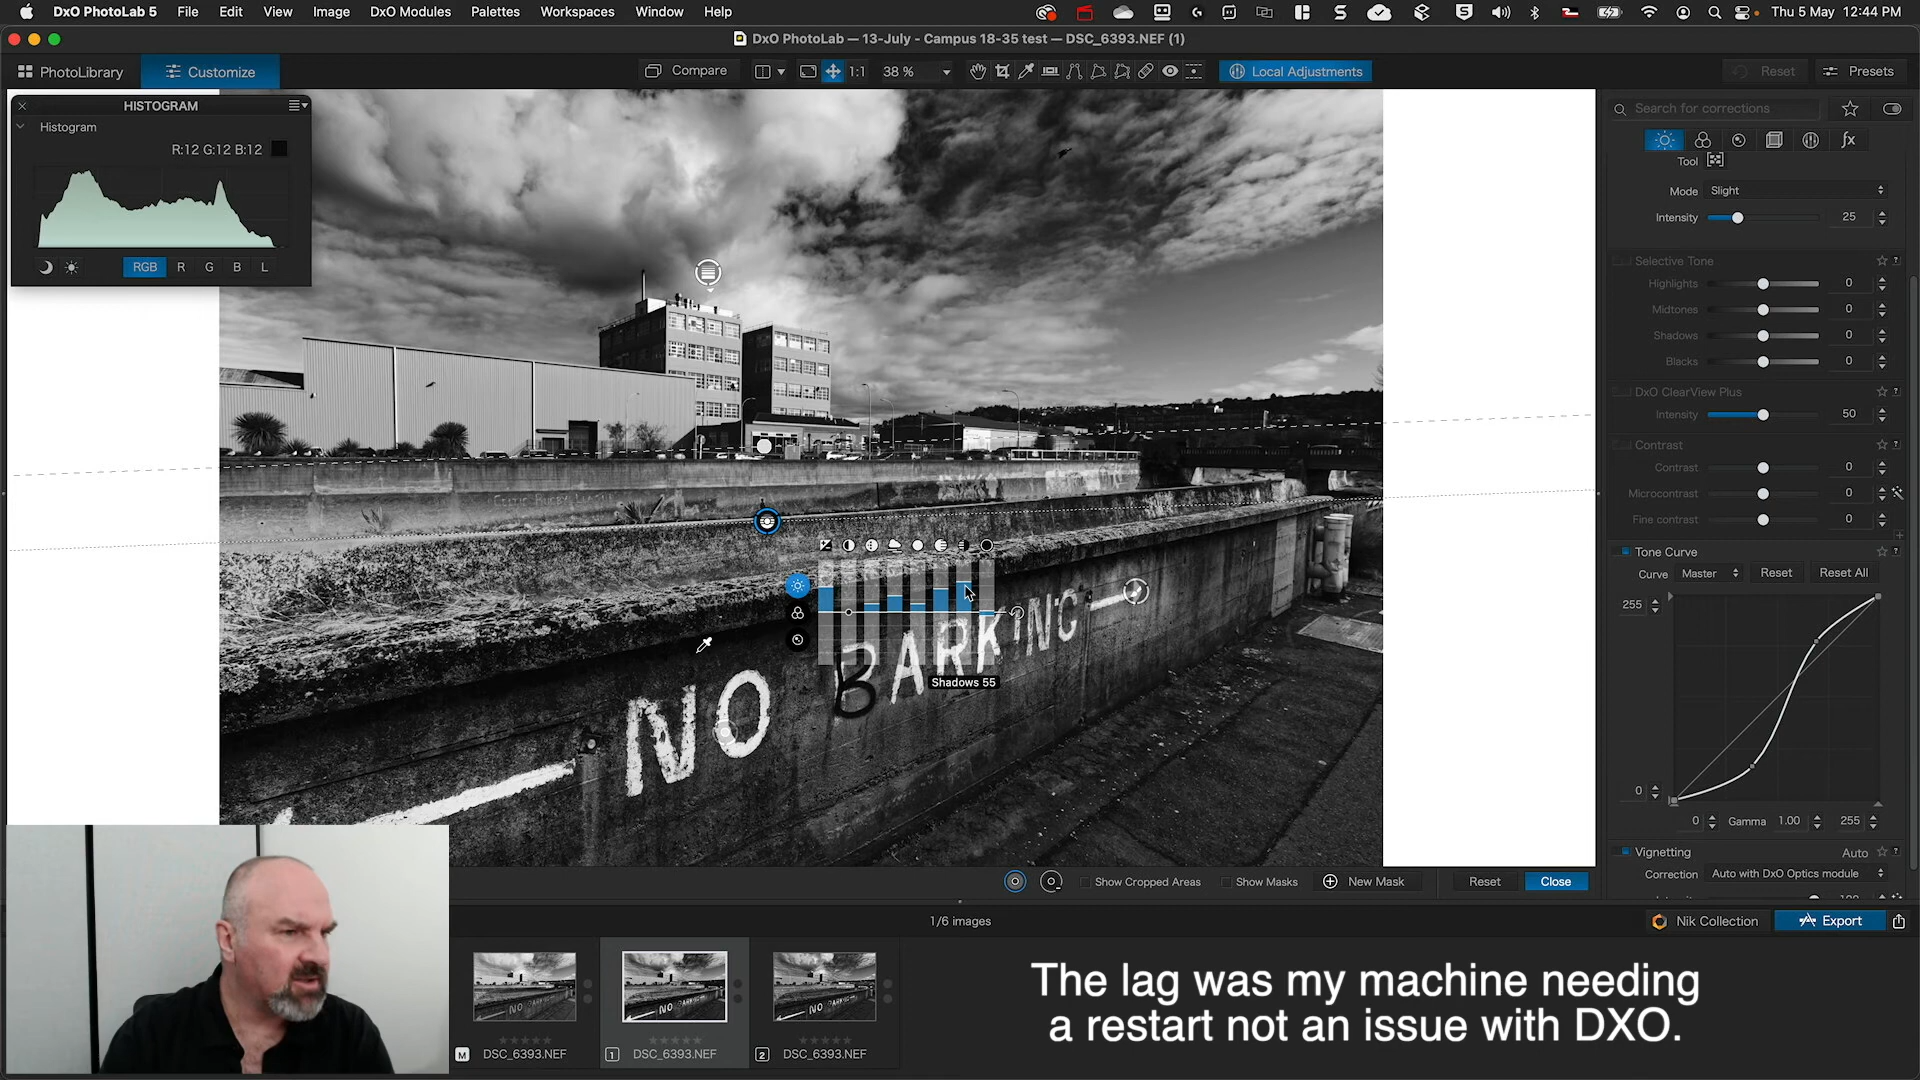 DxO PhotoLab 5 File Edit View Image DxO Modules Palettes Workspaces Window Help Thu 5 May 12:44 PM
DxO PhotoLab — 13-July - Campus 18-35 test — DSC_6393.NEF (1)
PhotoLibrary Customize Compare 1:1 38 % Local Adjustments Reset Presets
HISTOGRAM
Histogram
R:12 G:12 B:12
RGB R G B L
Search for corrections
fx
Tool
Mode Slight
Intensity 25
Selective Tone
Highlights 0
Midtones 0
Shadows 0
Blacks 0
DxO ClearView Plus
Intensity 50
Contrast
Contrast 0
Microcontrast 0
Fine contrast 0
Tone Curve
Curve Master Reset Reset All
255
0
0 Gamma 1.00 255
Vignetting Auto
Correction Auto with DxO Optics module
Shadows 55
NO BARKING
Show Cropped Areas Show Masks New Mask Reset Close
1/6 images
Nik Collection Export
M DSC_6393.NEF
1 DSC_6393.NEF
2 DSC_6393.NEF
The lag was my machine needing
a restart not an issue with DXO.